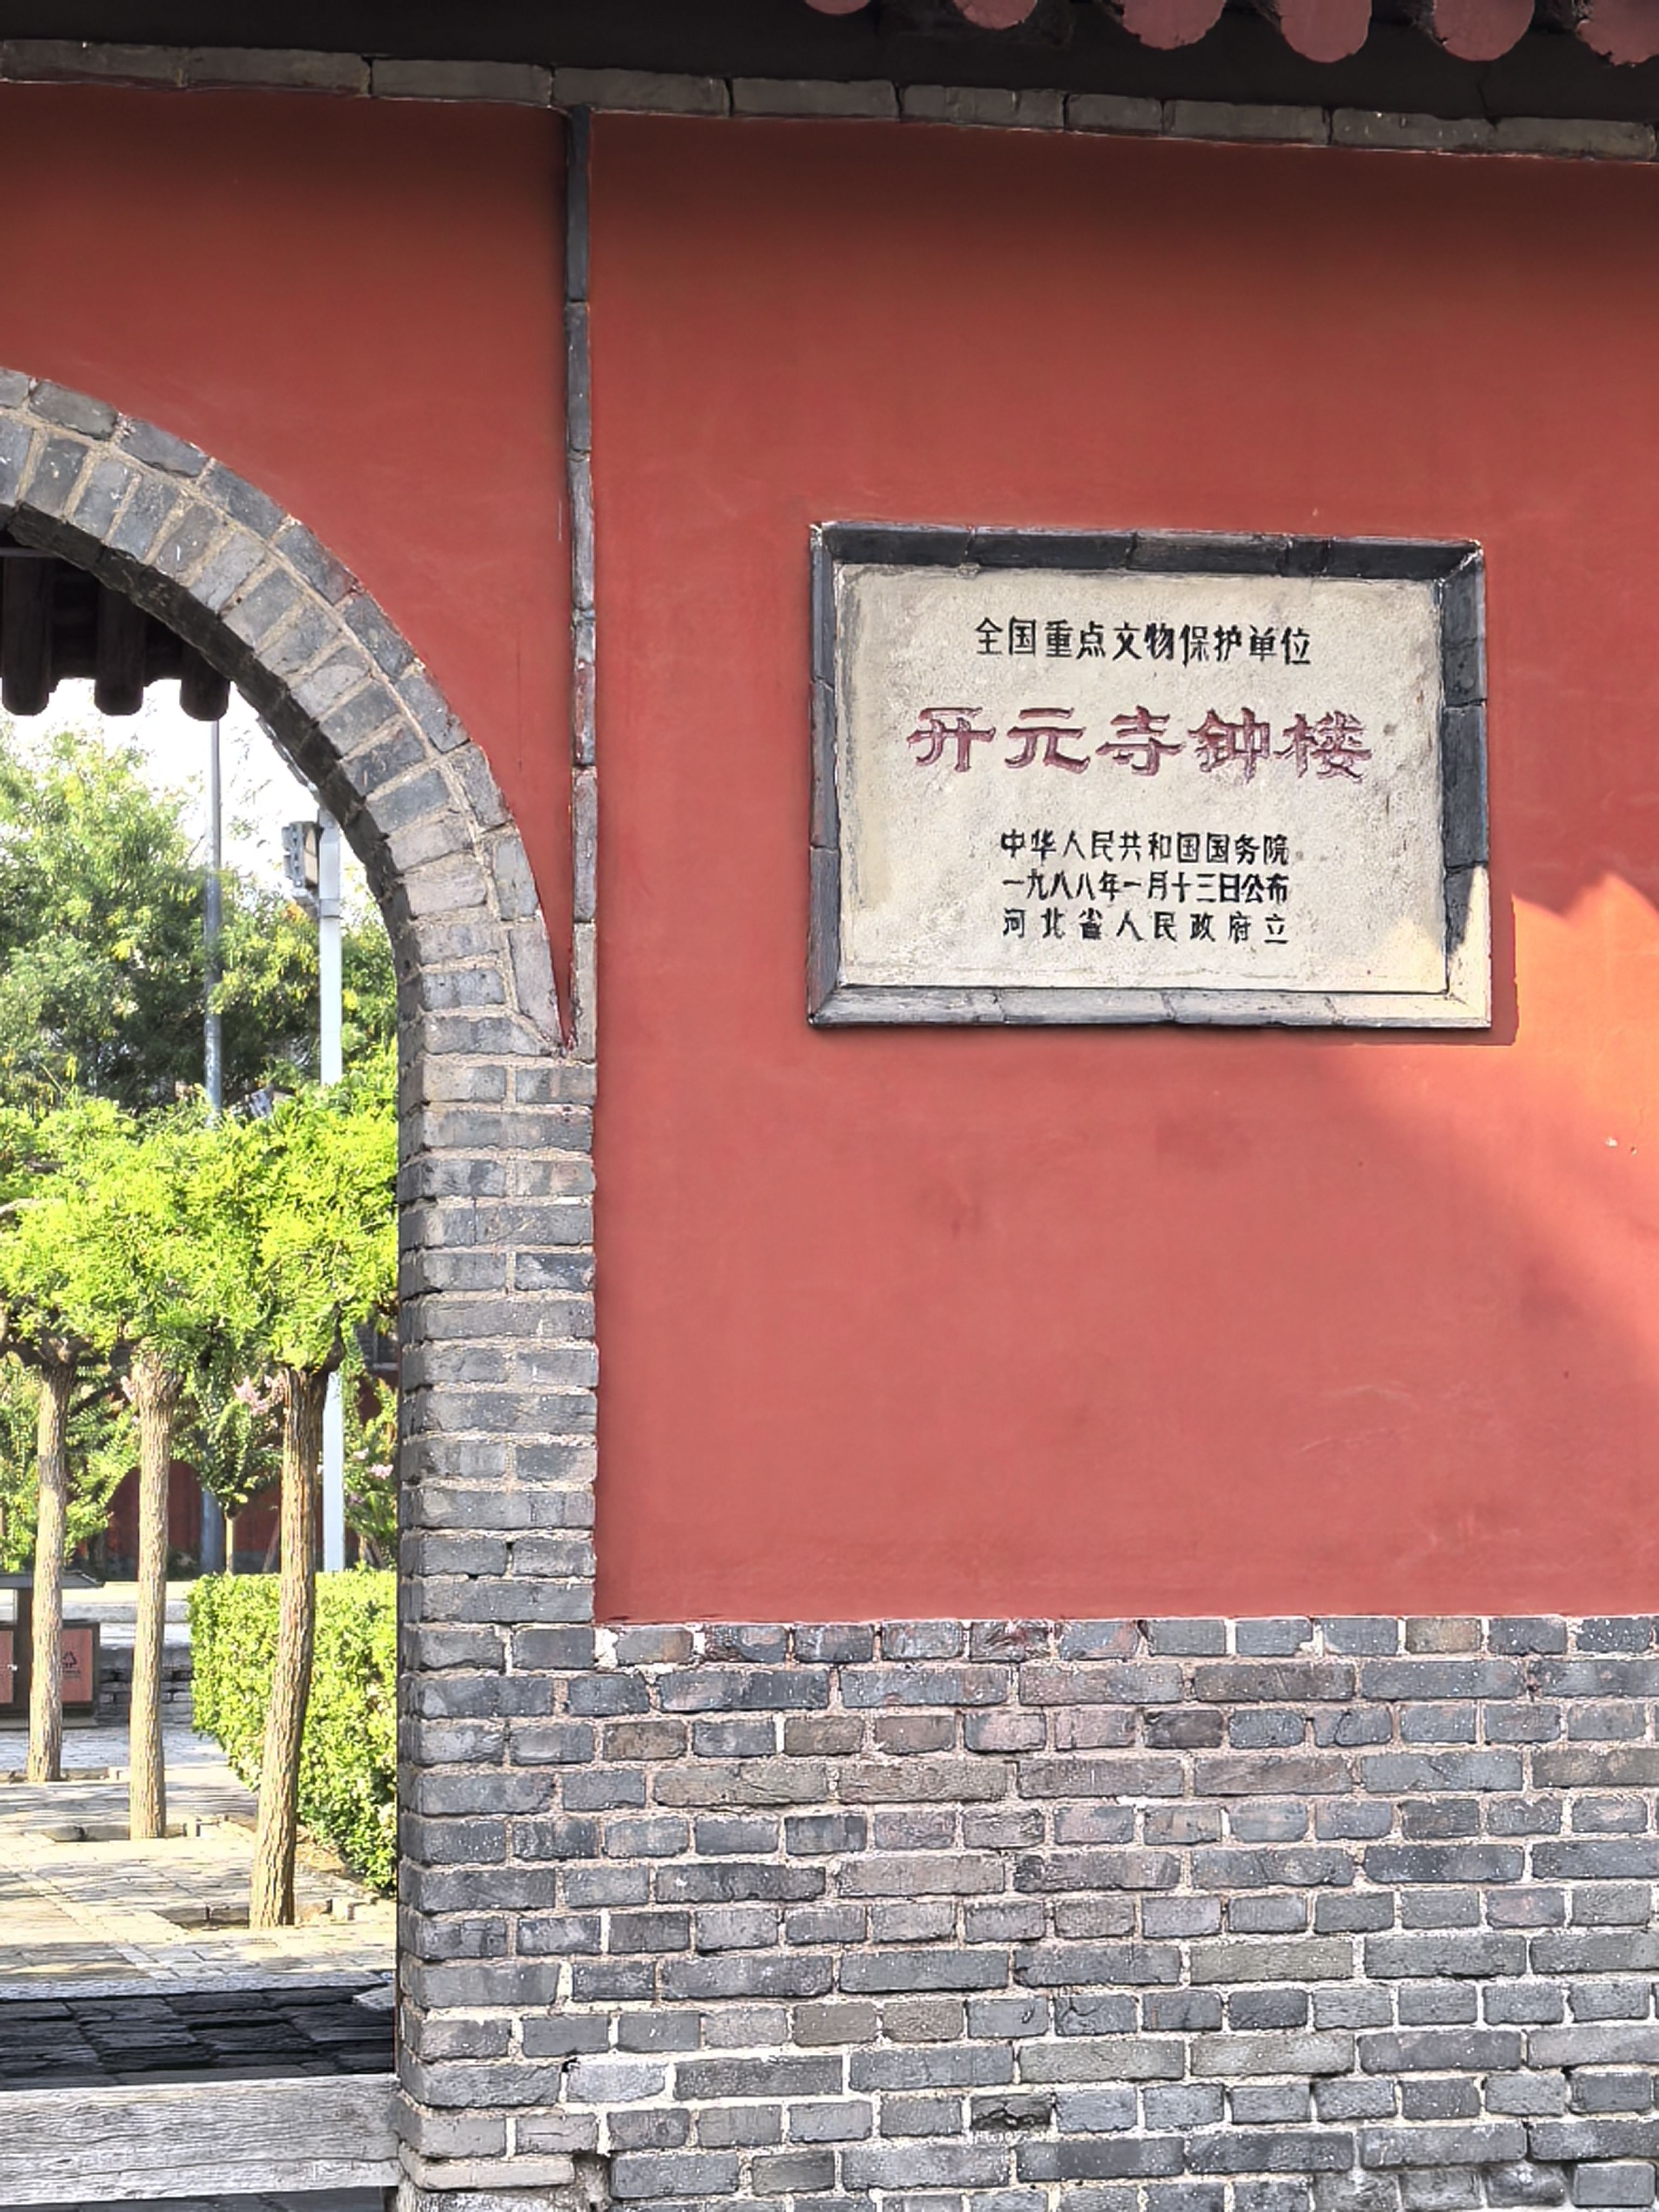 全国重点文物保护单位
开元寺钟楼
中华人民共和国国务院
一九八八年一月十三日公布
河北省人民政府立